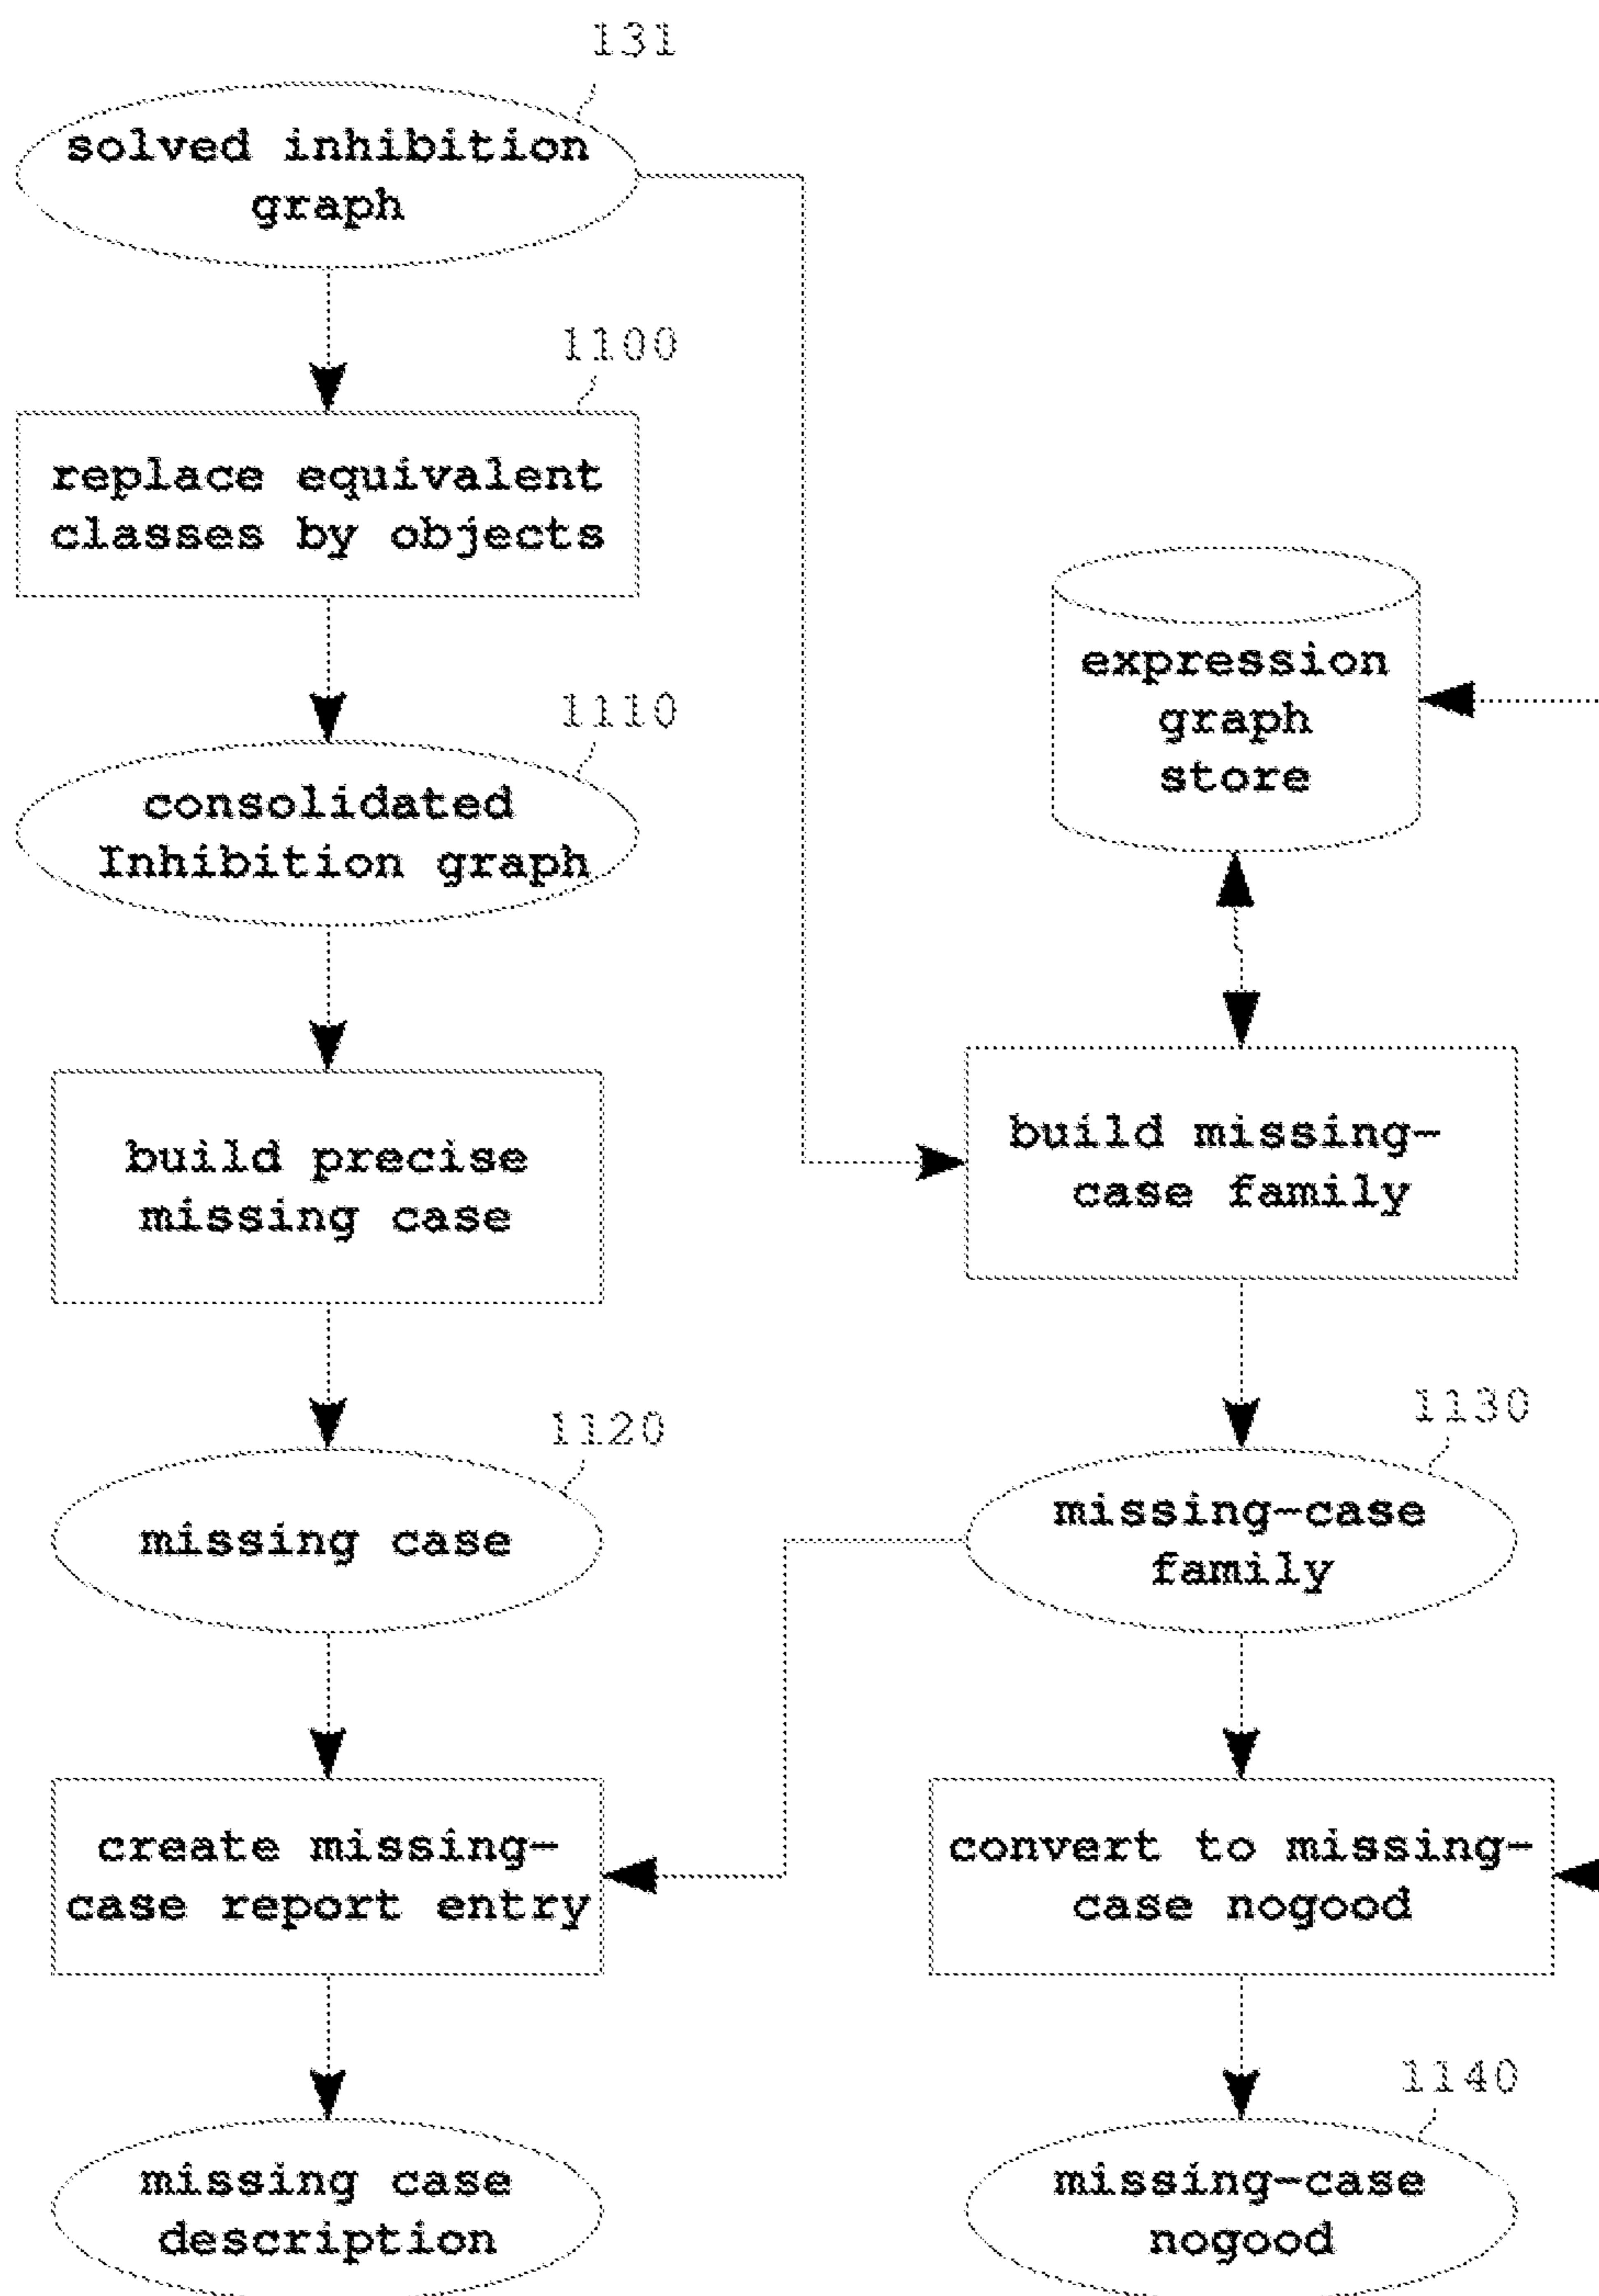 131
solved inhibition
graph
1100
replace equivalent
classes by objects
1110
consolidated
Inhibition graph
expression
graph
store
build precise
missing case
build missing-
case family
1120
missing case
1130
missing-case
family
create missing-
case report entry
convert to missing-
case nogood
missing case
description
1140
missing-case
nogood